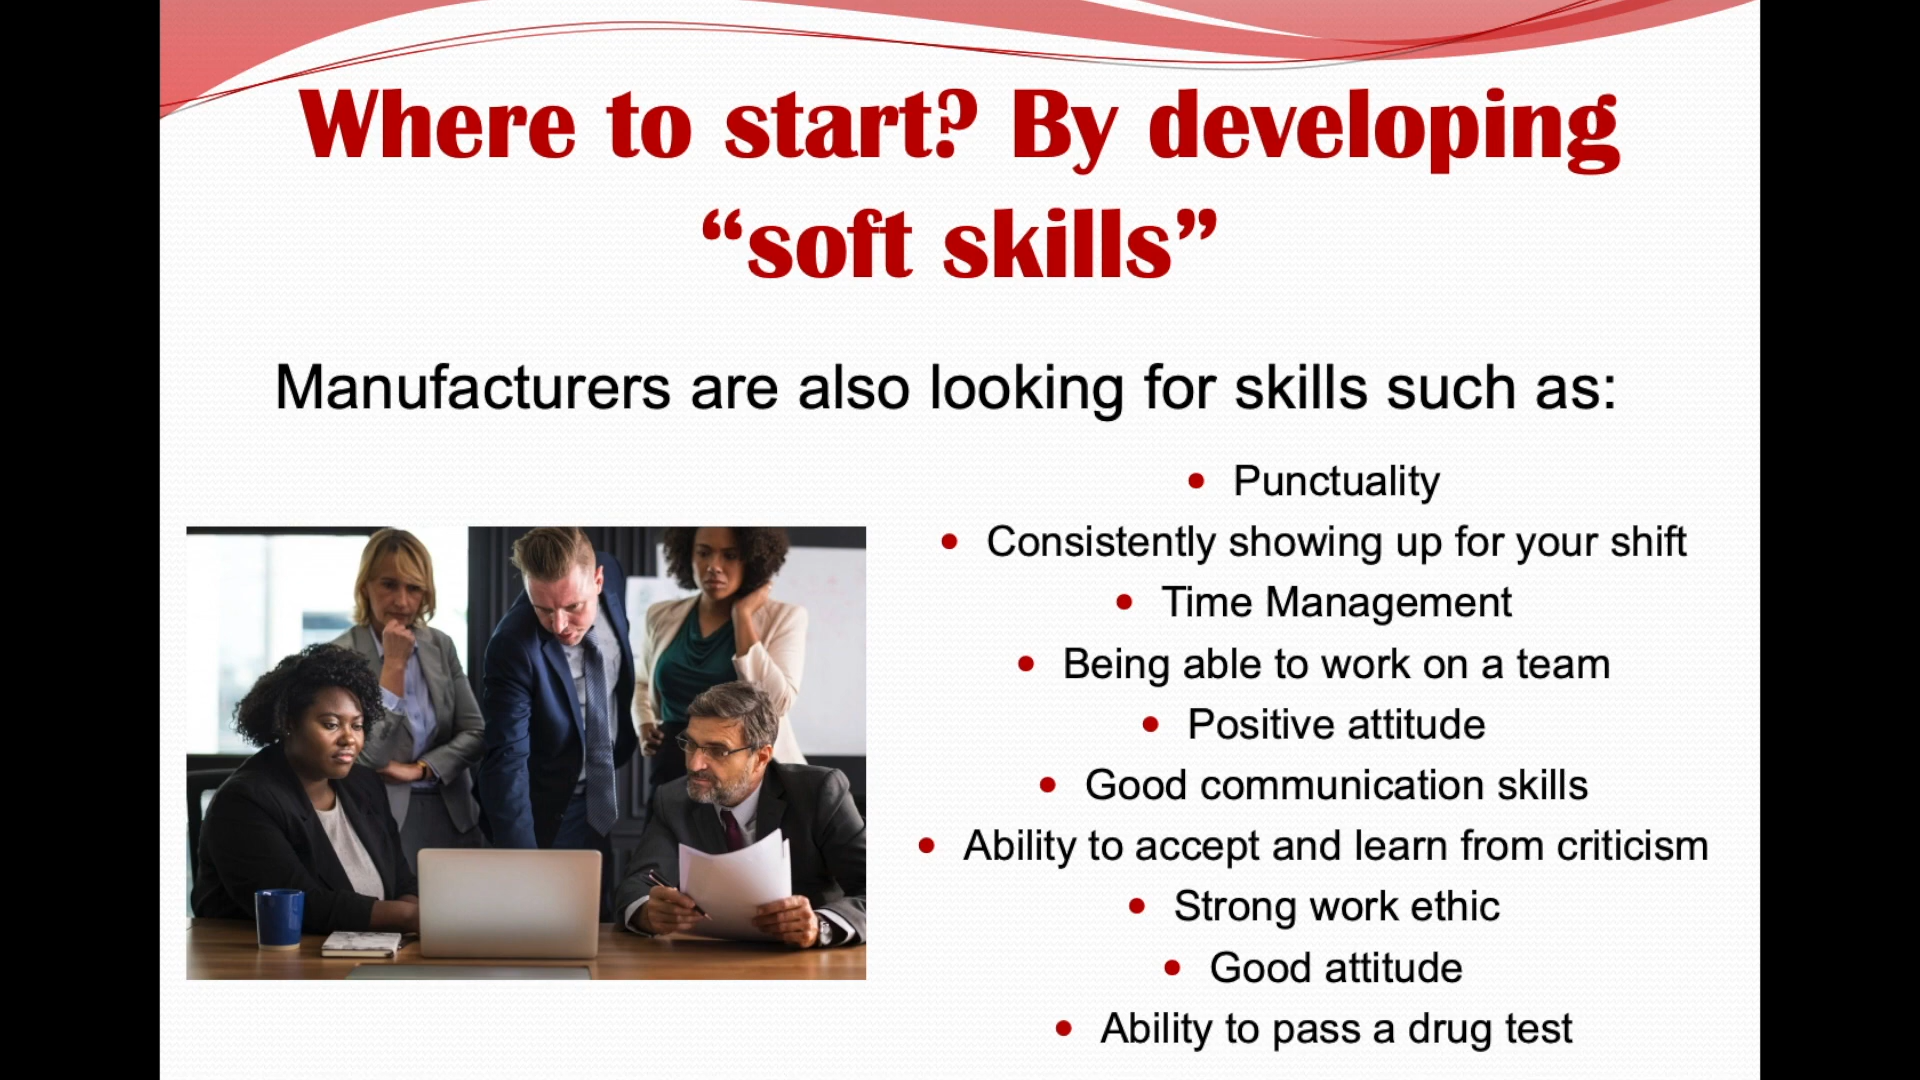 Where to start? By developing
“soft skills”
Manufacturers are also looking for skills such as:
• Punctuality
• Consistently showing up for your shift
• Time Management
• Being able to work on a team
• Positive attitude
• Good communication skills
• Ability to accept and learn from criticism
• Strong work ethic
• Good attitude
• Ability to pass a drug test